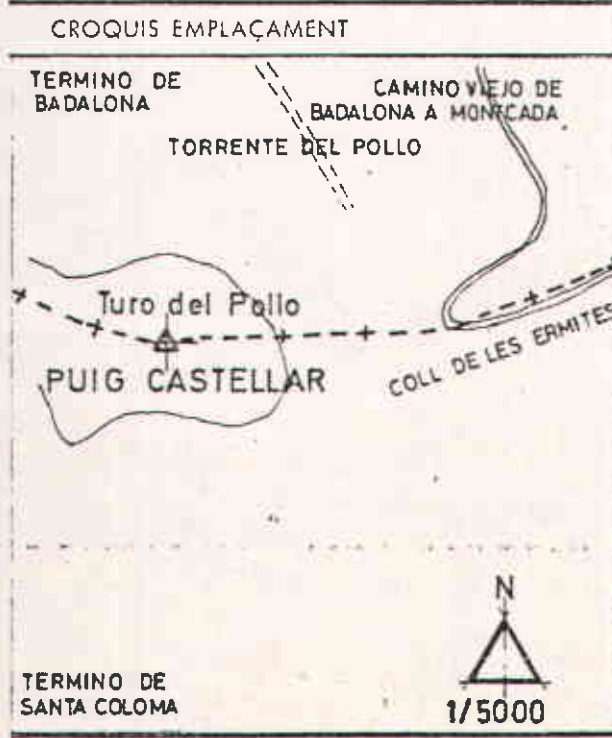 CROQUIS EMPLAÇAMENT
TERMINO DE
BADALONA
CAMINO VIEJO DE
BADALONA A MONTCADA
TORRENTE DEL POLLO
Turo del Pollo
PUIG CASTELLAR
COLL DE LES ERMITES
N
TERMINO DE
SANTA COLOMA
1/5000